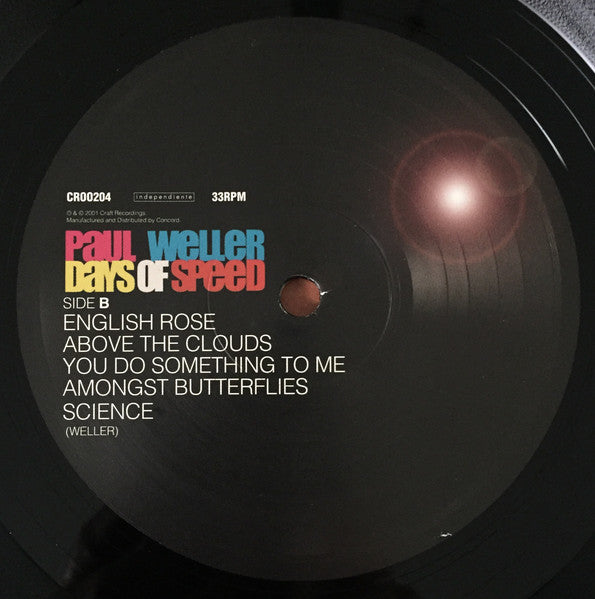 CR00204 independiente 33RPM
℗ & © 2001 Craft Recordings.
Manufactured and Distributed by Concord.
PAUL WELLER
DAYS OF SPEED
SIDE B
ENGLISH ROSE
ABOVE THE CLOUDS
YOU DO SOMETHING TO ME
AMONGST BUTTERFLIES
SCIENCE
(WELLER)